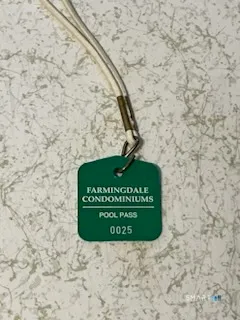 FARMINGDALE
CONDOMINIUMS
POOL PASS
0025